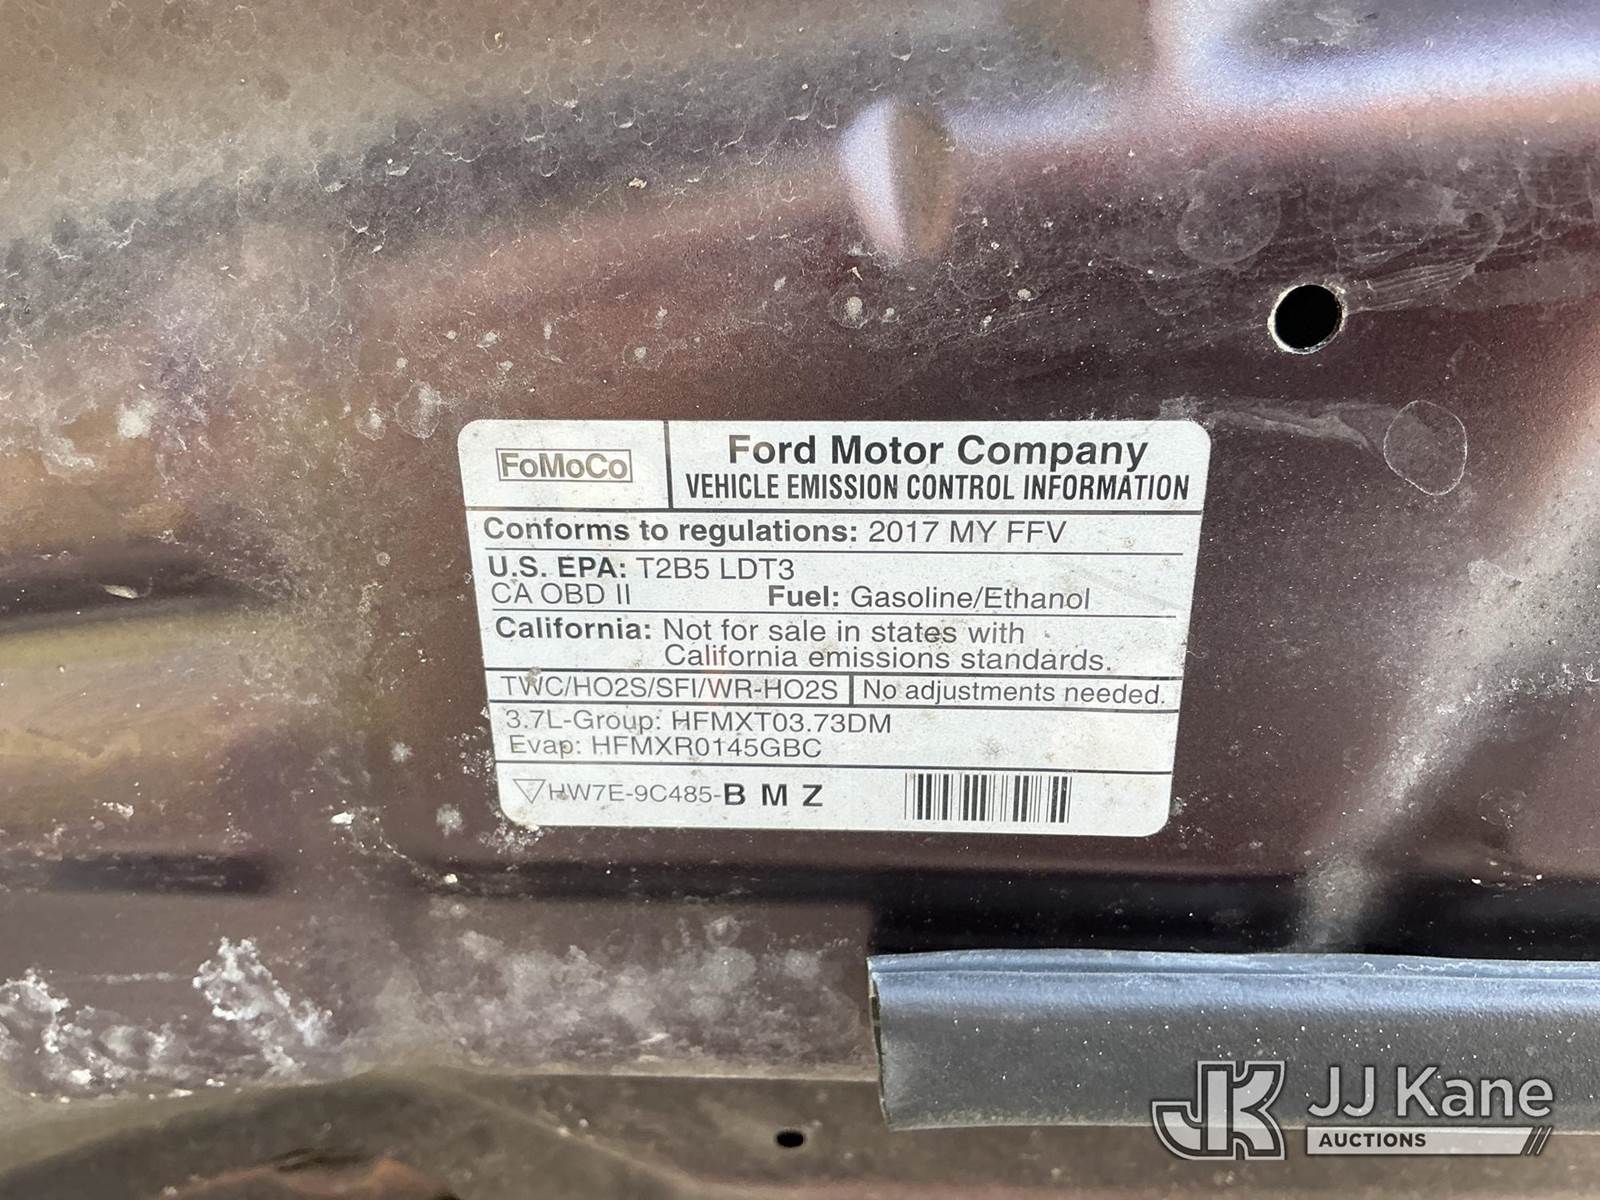 FoMoCo
Ford Motor Company
VEHICLE EMISSION CONTROL INFORMATION
Conforms to regulations: 2017 MY FFV
U.S. EPA: T2B5 LDT3
CA OBD II Fuel: Gasoline/Ethanol
California: Not for sale in states with
California emissions standards.
TWC/HO2S/SFI/WR-HO2S No adjustments needed.
3.7L-Group: HFMXT03.73DM
Evap: HFMXR0145GBC
HW7E-9C485-B M Z
JK JJ Kane
AUCTIONS